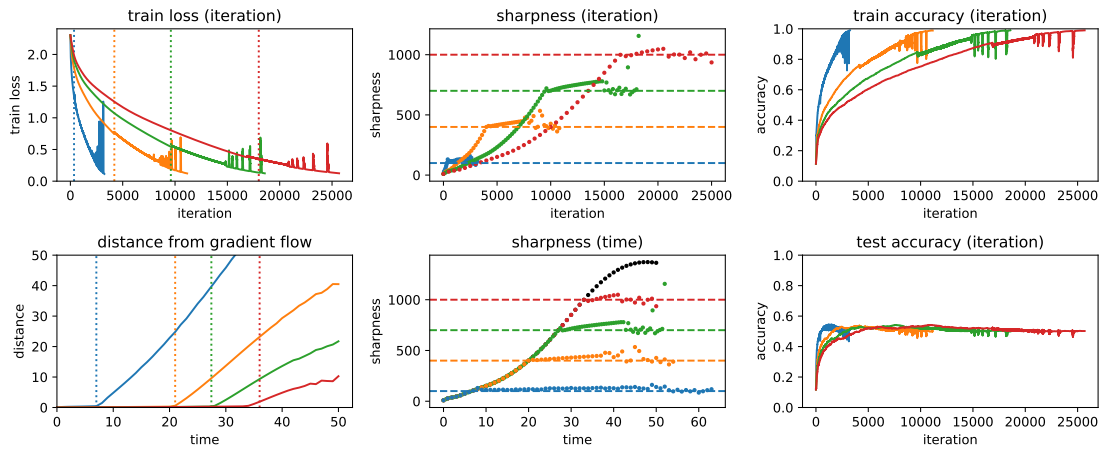 train loss (iteration)
train loss
2.0
1.5
1.0
0.5
0.0
0 5000 10000 15000 20000 25000
iteration
sharpness (iteration)
sharpness
1000
500
0
0 5000 10000 15000 20000 25000
iteration
train accuracy (iteration)
accuracy
1.0
0.8
0.6
0.4
0.2
0.0
0 5000 10000 15000 20000 25000
iteration
distance from gradient flow
distance
50
40
30
20
10
0
0 10 20 30 40 50
time
sharpness (time)
sharpness
1000
500
0
0 10 20 30 40 50 60
time
test accuracy (iteration)
accuracy
1.0
0.8
0.6
0.4
0.2
0.0
0 5000 10000 15000 20000 25000
iteration